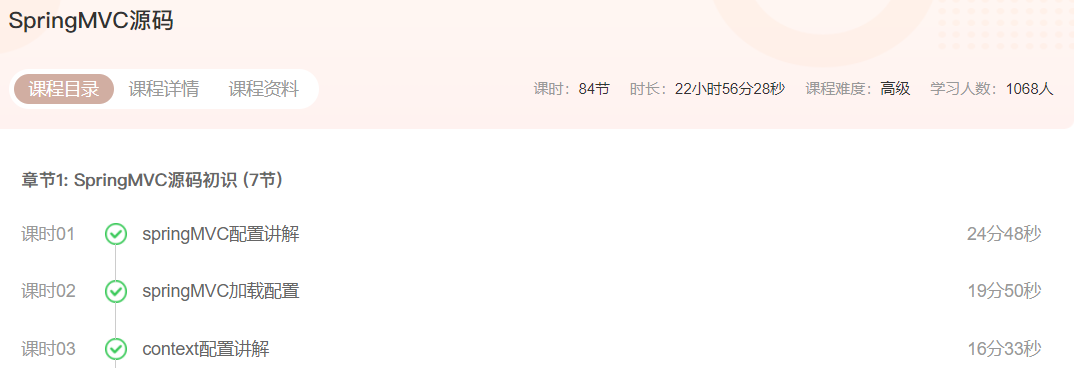 SpringMVC源码
课程目录 课程详情 课程资料 课时：84节 时长：22小时56分28秒 课程难度：高级 学习人数：1068人
章节1: SpringMVC源码初识 (7节)
课时01 springMVC配置讲解 24分48秒
课时02 springMVC加载配置 19分50秒
课时03 context配置讲解 16分33秒